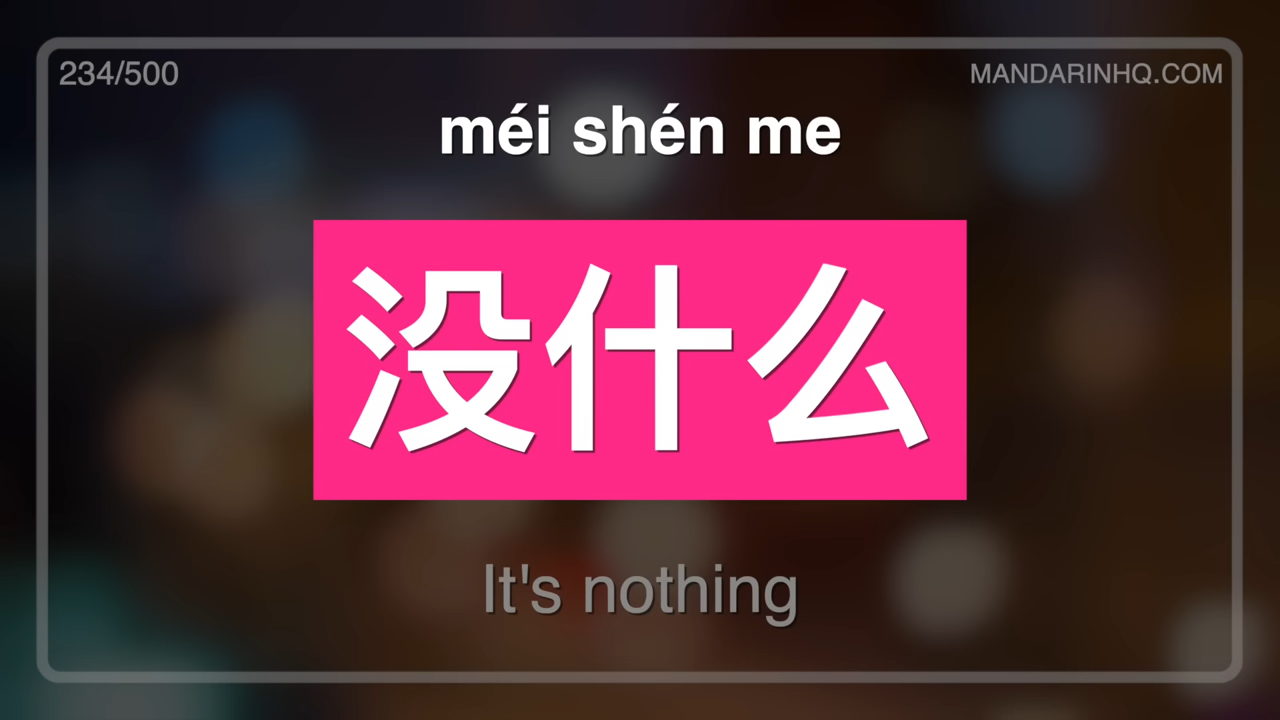 234/500
MANDARINHQ.COM
méi shén me
没什么
It's nothing